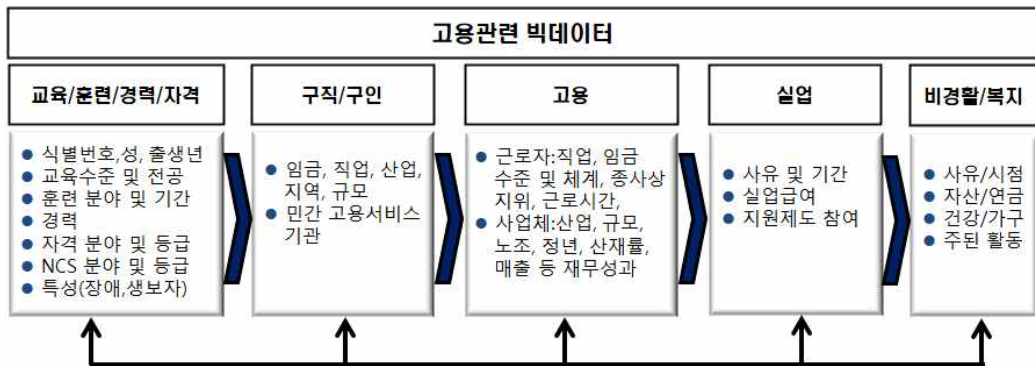 고용관련 빅데이터
교육/훈련/경력/자격
● 식별번호,성, 출생년
● 교육수준 및 전공
● 훈련 분야 및 기간
● 경력
● 자격 분야 및 등급
● NCS 분야 및 등급
● 특성(장애,생보자)
구직/구인
● 임금, 직업, 산업,
지역, 규모
● 민간 고용서비스
기관
고용
● 근로자:직업, 임금
수준 및 체계, 종사상
지위, 근로시간,
● 사업체:산업, 규모,
노조, 정년, 산재률,
매출 등 재무성과
실업
● 사유 및 기간
● 실업급여
● 지원제도 참여
비경활/복지
● 사유/시점
● 자산/연금
● 건강/가구
● 주된 활동